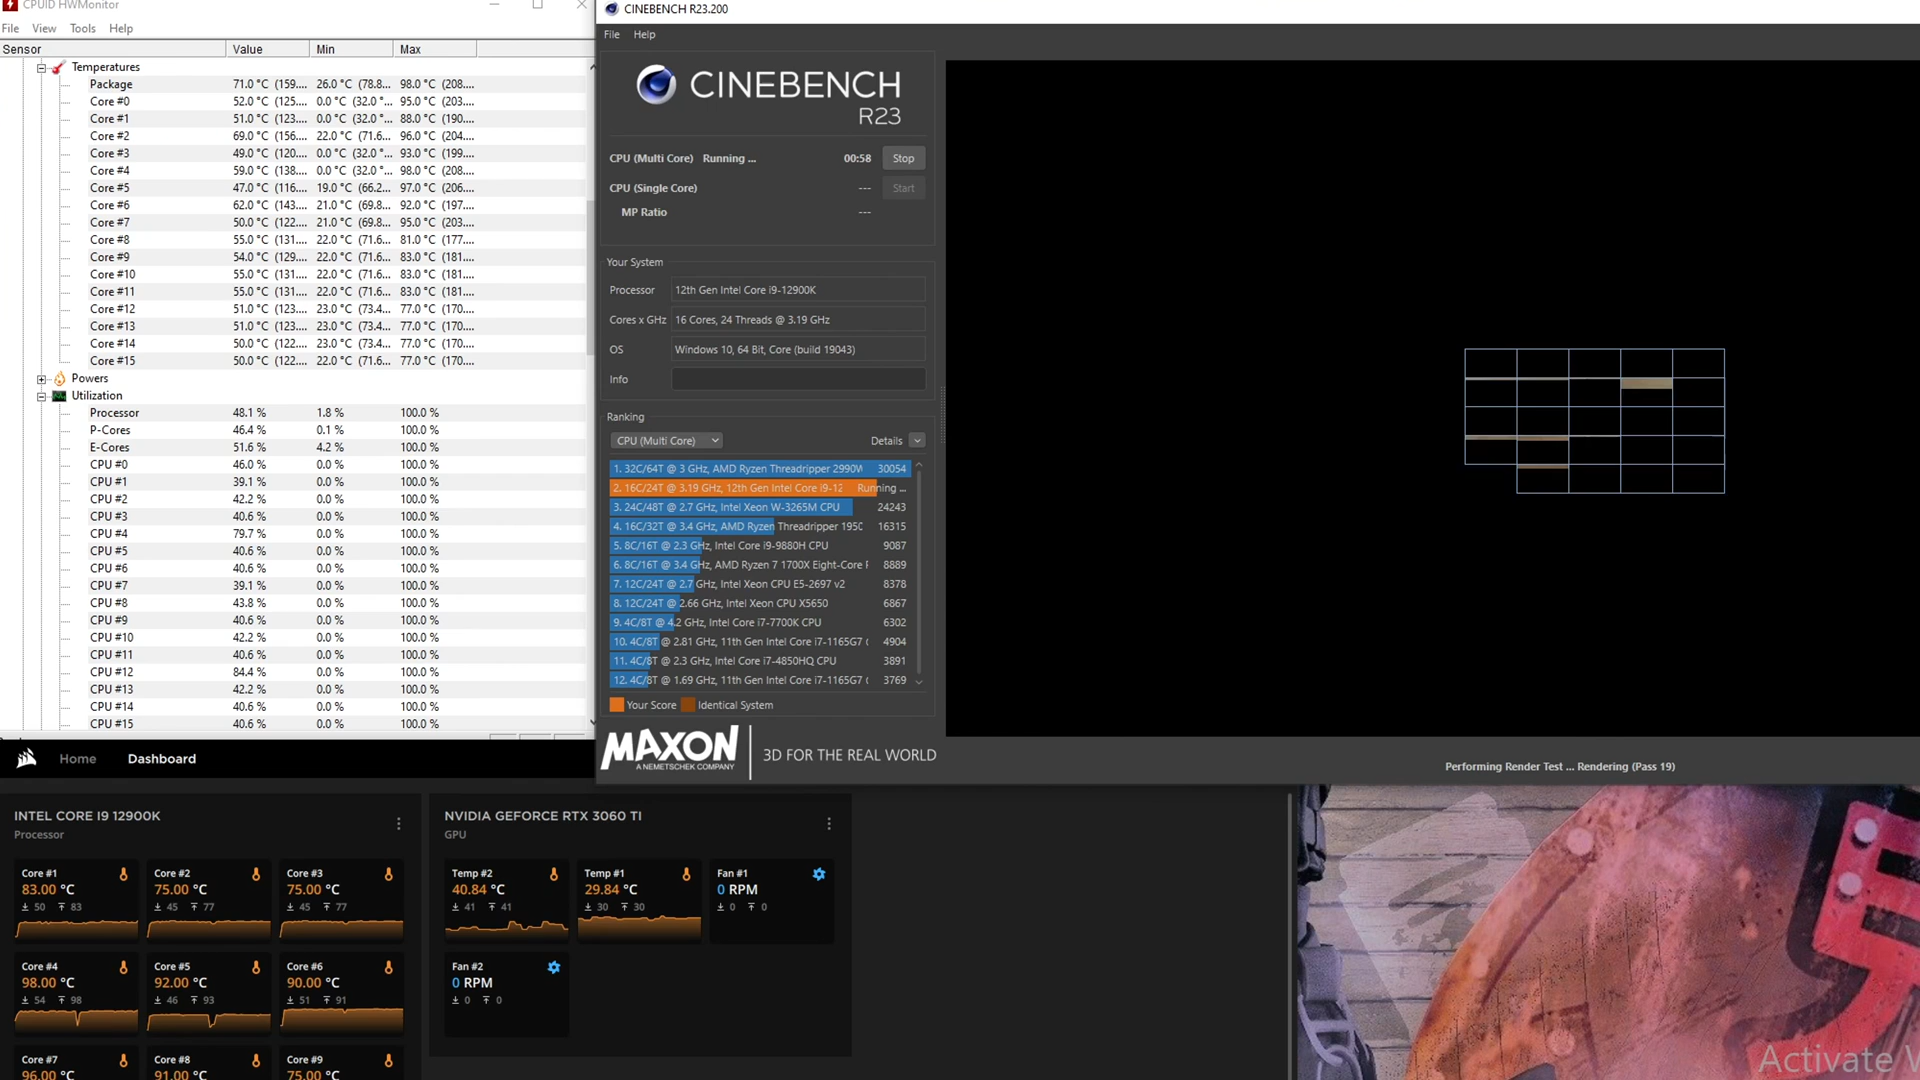 CPUID HWMonitor
File View Tools Help
Sensor Value Min Max
Temperatures
Package 71.0 °C (159.... 26.0 °C (78.8... 98.0 °C (208....
Core #0 52.0 °C (125.... 0.0 °C (32.0 °... 95.0 °C (203....
Core #1 51.0 °C (123.... 0.0 °C (32.0 °... 88.0 °C (190....
Core #2 69.0 °C (156.... 22.0 °C (71.6... 96.0 °C (204....
Core #3 49.0 °C (120.... 0.0 °C (32.0 °... 93.0 °C (199....
Core #4 59.0 °C (138.... 0.0 °C (32.0 °... 98.0 °C (208....
Core #5 47.0 °C (116.... 19.0 °C (66.2... 97.0 °C (206....
Core #6 62.0 °C (143.... 21.0 °C (69.8... 92.0 °C (197....
Core #7 50.0 °C (122.... 21.0 °C (69.8... 95.0 °C (203....
Core #8 55.0 °C (131.... 22.0 °C (71.6... 81.0 °C (177....
Core #9 54.0 °C (129.... 22.0 °C (71.6... 83.0 °C (181....
Core #10 55.0 °C (131.... 22.0 °C (71.6... 83.0 °C (181....
Core #11 55.0 °C (131.... 22.0 °C (71.6... 83.0 °C (181....
Core #12 51.0 °C (123.... 23.0 °C (73.4... 77.0 °C (170....
Core #13 51.0 °C (123.... 23.0 °C (73.4... 77.0 °C (170....
Core #14 50.0 °C (122.... 23.0 °C (73.4... 77.0 °C (170....
Core #15 50.0 °C (122.... 22.0 °C (71.6... 77.0 °C (170....
Powers
Utilization
Processor 48.1 % 1.8 % 100.0 %
P-Cores 46.4 % 0.1 % 100.0 %
E-Cores 51.6 % 4.2 % 100.0 %
CPU #0 46.0 % 0.0 % 100.0 %
CPU #1 39.1 % 0.0 % 100.0 %
CPU #2 42.2 % 0.0 % 100.0 %
CPU #3 40.6 % 0.0 % 100.0 %
CPU #4 79.7 % 0.0 % 100.0 %
CPU #5 40.6 % 0.0 % 100.0 %
CPU #6 40.6 % 0.0 % 100.0 %
CPU #7 39.1 % 0.0 % 100.0 %
CPU #8 43.8 % 0.0 % 100.0 %
CPU #9 40.6 % 0.0 % 100.0 %
CPU #10 42.2 % 0.0 % 100.0 %
CPU #11 40.6 % 0.0 % 100.0 %
CPU #12 84.4 % 0.0 % 100.0 %
CPU #13 42.2 % 0.0 % 100.0 %
CPU #14 40.6 % 0.0 % 100.0 %
CPU #15 40.6 % 0.0 % 100.0 %
CINEBENCH R23.200
File Help
CINEBENCH
R23
CPU (Multi Core) Running ... 00:58 Stop
CPU (Single Core) --- Start
MP Ratio ---
Your System
Processor 12th Gen Intel Core i9-12900K
Cores x GHz 16 Cores, 24 Threads @ 3.19 GHz
OS Windows 10, 64 Bit, Core (build 19043)
Info
Ranking
CPU (Multi Core) Details
1. 32C/64T @ 3 GHz, AMD Ryzen Threadripper 2990W 30054
2. 16C/24T @ 3.19 GHz, 12th Gen Intel Core i9-12 Running ...
3. 24C/48T @ 2.7 GHz, Intel Xeon W-3265M CPU 24243
4. 16C/32T @ 3.4 GHz, AMD Ryzen Threadripper 195 16315
5. 8C/16T @ 2.3 GHz, Intel Core i9-9880H CPU 9087
6. 8C/16T @ 3.4 GHz, AMD Ryzen 7 1700X Eight-Core 8889
7. 12C/24T @ 2.7 GHz, Intel Xeon CPU E5-2697 v2 8378
8. 12C/24T @ 2.66 GHz, Intel Xeon CPU X5650 6867
9. 4C/8T @ 4.2 GHz, Intel Core i7-7700K CPU 6302
10. 4C/8T @ 2.81 GHz, 11th Gen Intel Core i7-1165G7 4904
11. 4C/8T @ 2.3 GHz, Intel Core i7-4850HQ CPU 3891
12. 4C/8T @ 1.69 GHz, 11th Gen Intel Core i7-1165G7 3769
Your Score Identical System
MAXON
A NEMETSCHEK COMPANY
3D FOR THE REAL WORLD
Performing Render Test ... Rendering (Pass 19)
Home Dashboard
INTEL CORE I9 12900K
Processor
Core #1 Core #2 Core #3
83.00 °C 75.00 °C 75.00 °C
50 83 45 77 45 77
Core #4 Core #5 Core #6
98.00 °C 92.00 °C 90.00 °C
54 98 46 93 51 91
Core #7 Core #8 Core #9
96.00 °C 91.00 °C 75.00 °C
NVIDIA GEFORCE RTX 3060 TI
GPU
Temp #2 Temp #1 Fan #1
40.84 °C 29.84 °C 0 RPM
41 41 30 30 0 0
Fan #2
0 RPM
0 0
Activate